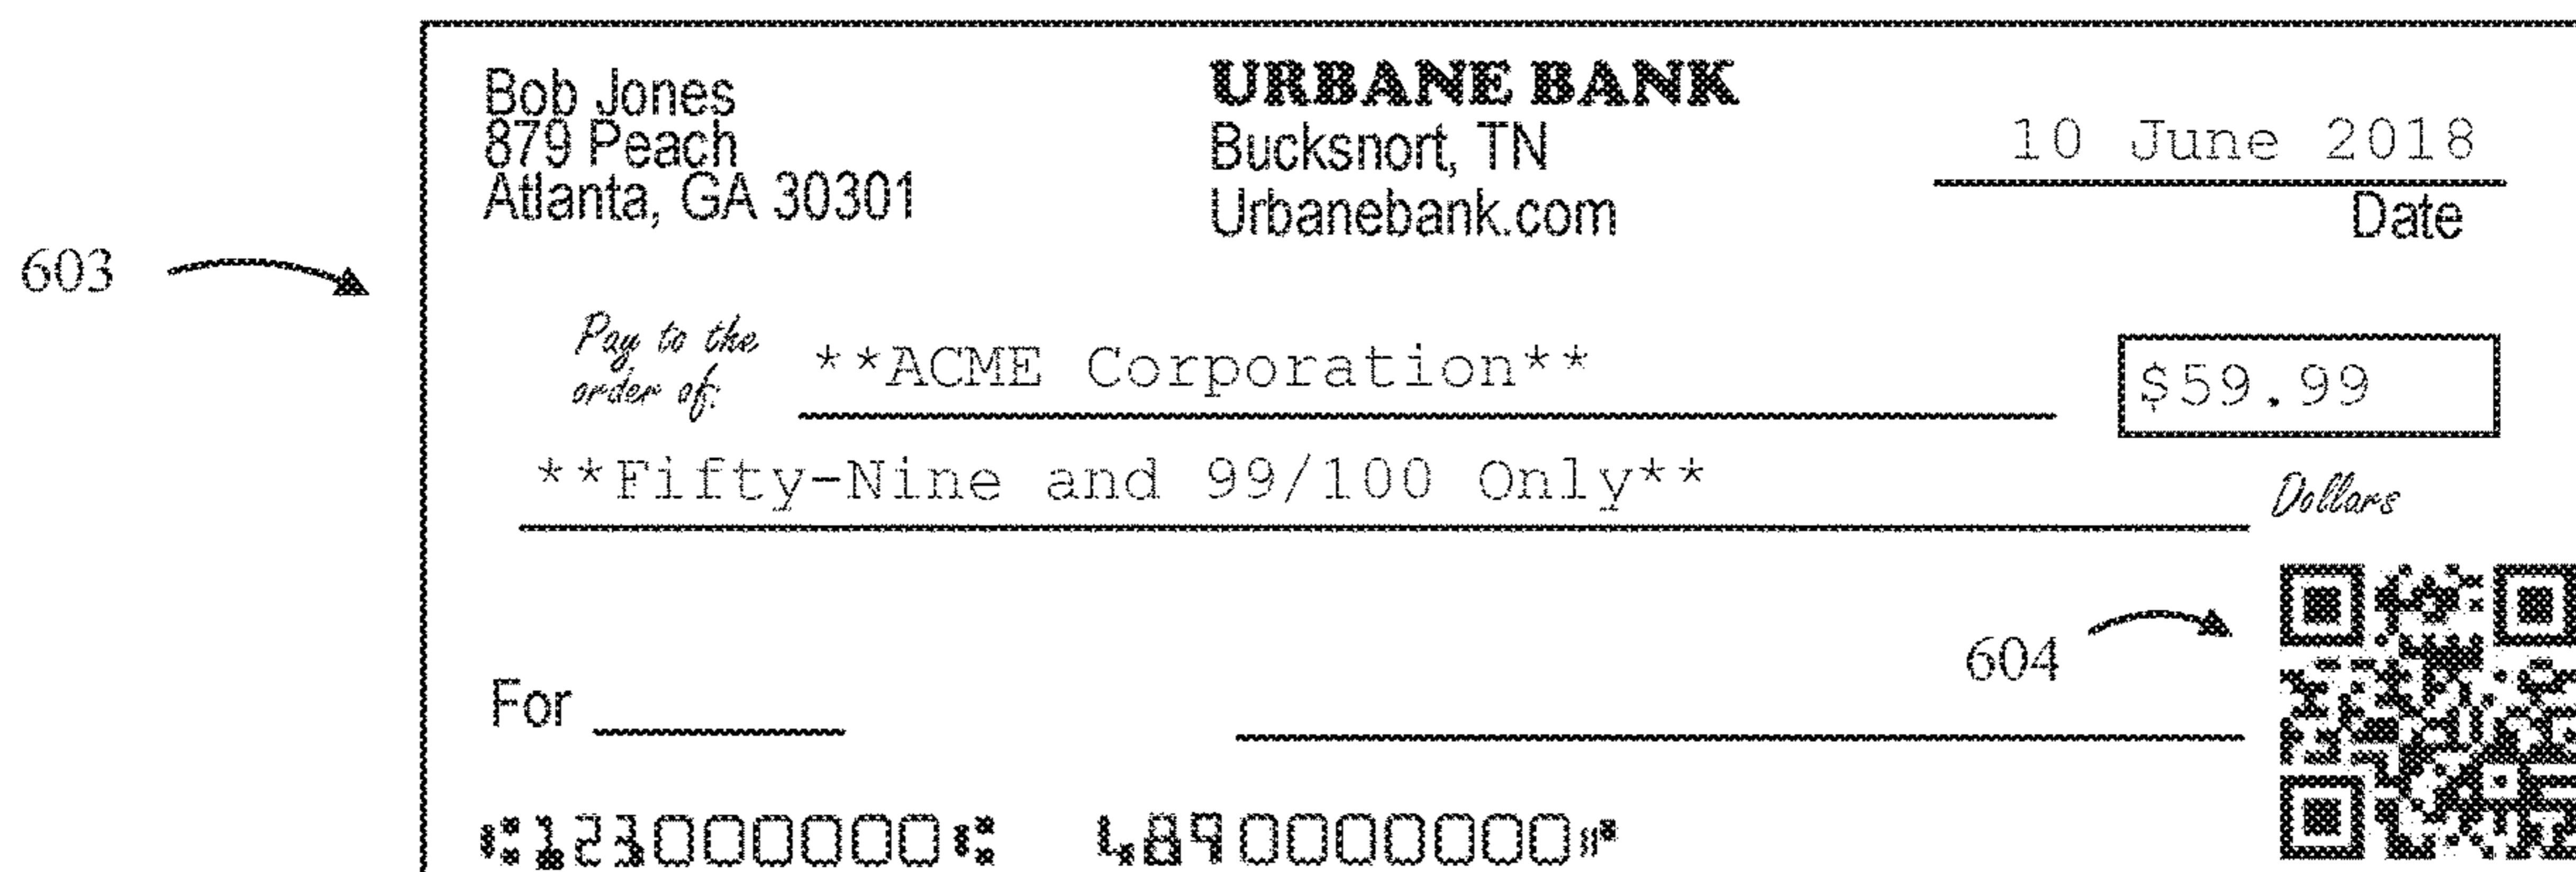 Bob Jones
879 Peach
Atlanta, GA 30301
URBANE BANK
Bucksnort, TN
Urbanebank.com
10 June 2018
Date
603
Pay to the
order of:
**ACME Corporation**
$59.99
**Fifty-Nine and 99/100 Only**
Dollars
604
For
⑆123000000⑆ 4890000000⑈